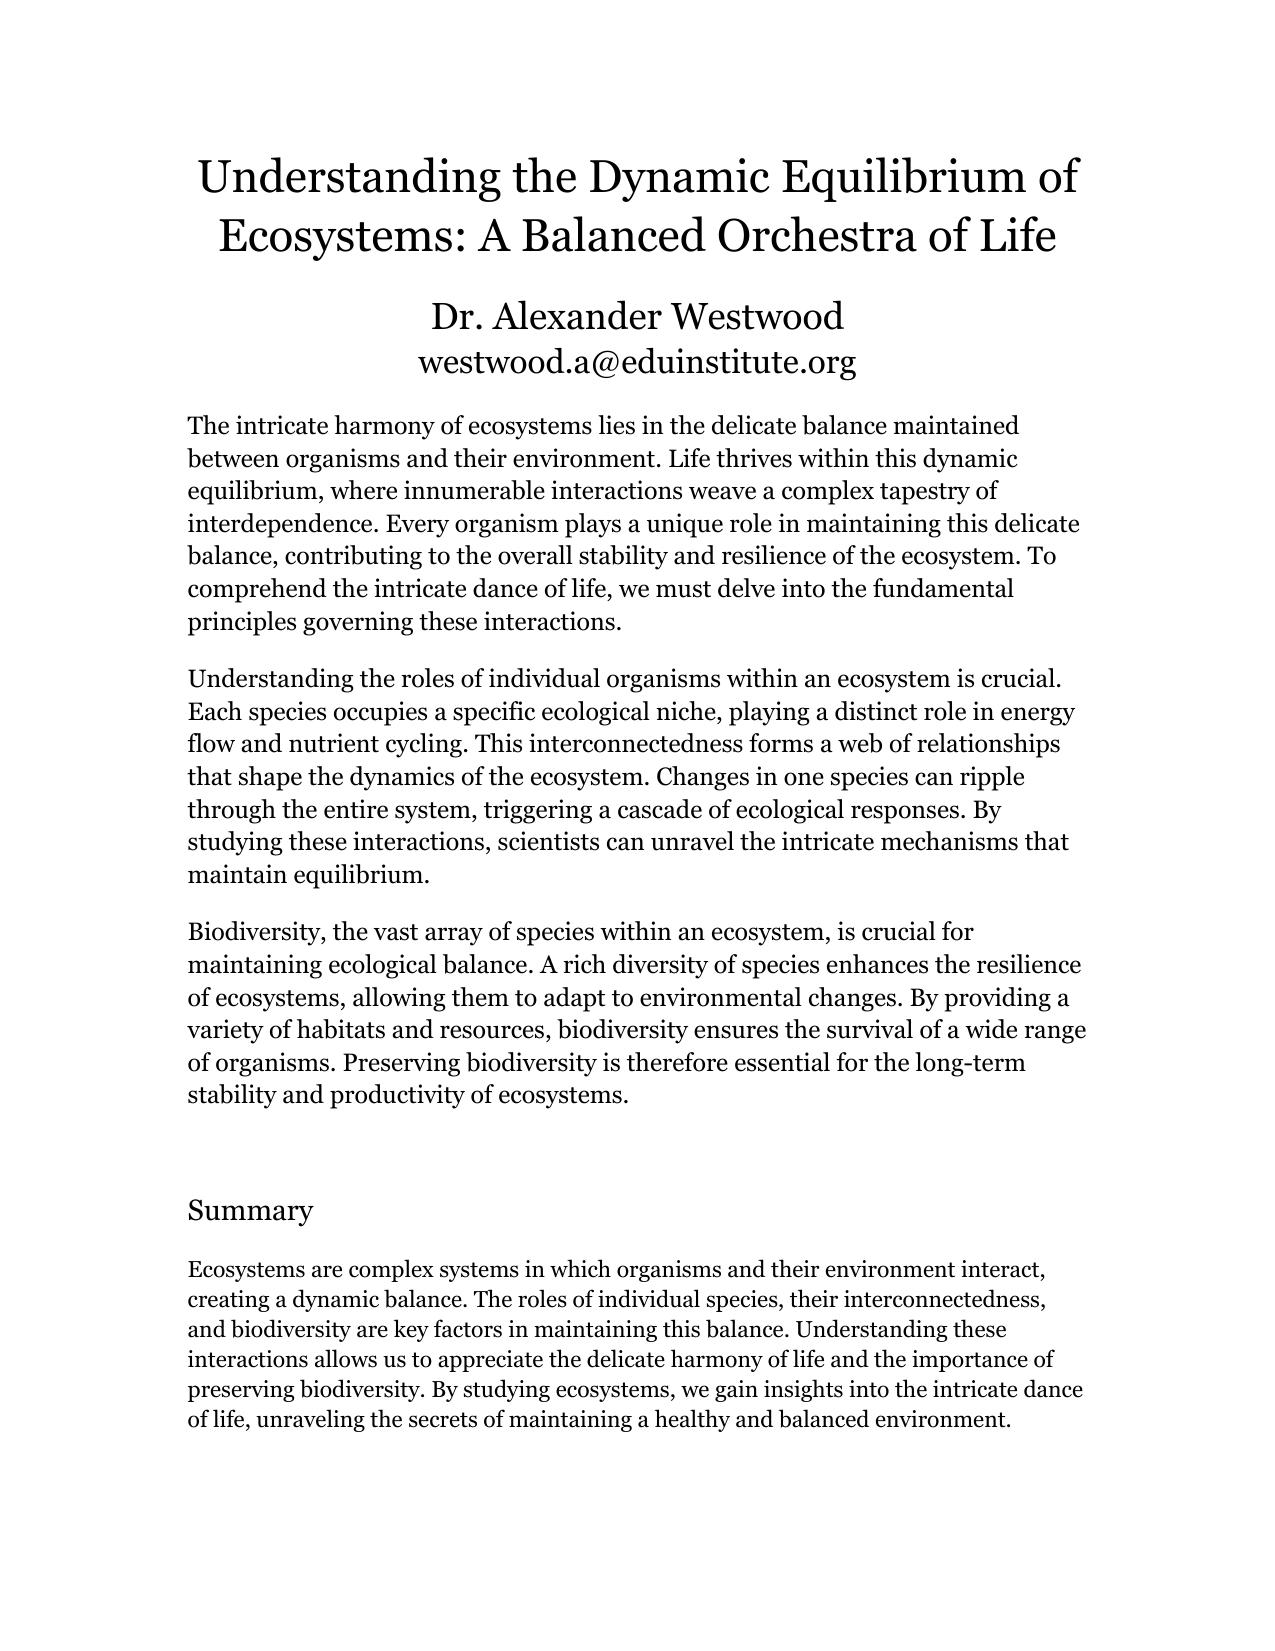 Understanding the Dynamic Equilibrium of
Ecosystems: A Balanced Orchestra of Life
Dr. Alexander Westwood
westwood.a@eduinstitute.org
The intricate harmony of ecosystems lies in the delicate balance maintained
between organisms and their environment. Life thrives within this dynamic
equilibrium, where innumerable interactions weave a complex tapestry of
interdependence. Every organism plays a unique role in maintaining this delicate
balance, contributing to the overall stability and resilience of the ecosystem. To
comprehend the intricate dance of life, we must delve into the fundamental
principles governing these interactions.
Understanding the roles of individual organisms within an ecosystem is crucial.
Each species occupies a specific ecological niche, playing a distinct role in energy
flow and nutrient cycling. This interconnectedness forms a web of relationships
that shape the dynamics of the ecosystem. Changes in one species can ripple
through the entire system, triggering a cascade of ecological responses. By
studying these interactions, scientists can unravel the intricate mechanisms that
maintain equilibrium.
Biodiversity, the vast array of species within an ecosystem, is crucial for
maintaining ecological balance. A rich diversity of species enhances the resilience
of ecosystems, allowing them to adapt to environmental changes. By providing a
variety of habitats and resources, biodiversity ensures the survival of a wide range
of organisms. Preserving biodiversity is therefore essential for the long-term
stability and productivity of ecosystems.
Summary
Ecosystems are complex systems in which organisms and their environment interact,
creating a dynamic balance. The roles of individual species, their interconnectedness,
and biodiversity are key factors in maintaining this balance. Understanding these
interactions allows us to appreciate the delicate harmony of life and the importance of
preserving biodiversity. By studying ecosystems, we gain insights into the intricate dance
of life, unraveling the secrets of maintaining a healthy and balanced environment.